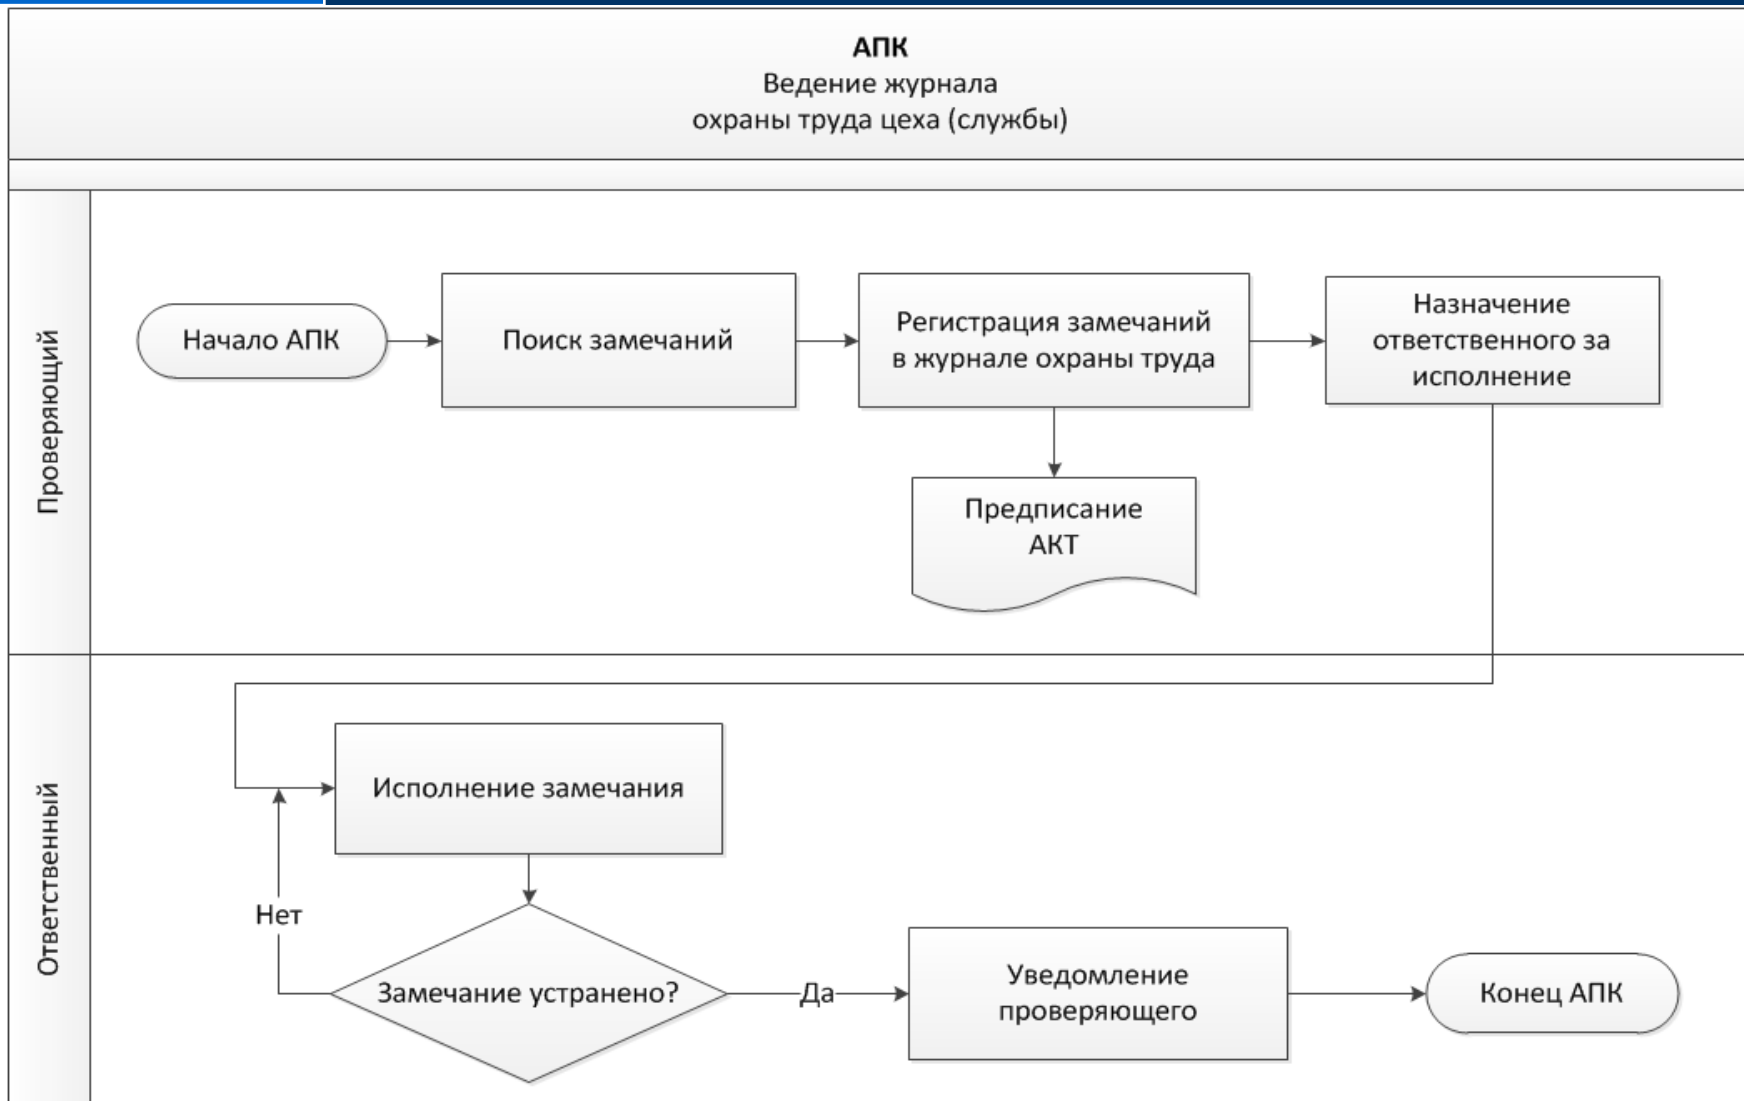 АПК
Ведение журнала
охраны труда цеха (службы)
Проверяющий
Начало АПК
Поиск замечаний
Регистрация замечаний
в журнале охраны труда
Назначение
ответственного за
исполнение
Предписание
АКТ
Ответственный
Исполнение замечания
Нет
Замечание устранено?
Да
Уведомление
проверяющего
Конец АПК